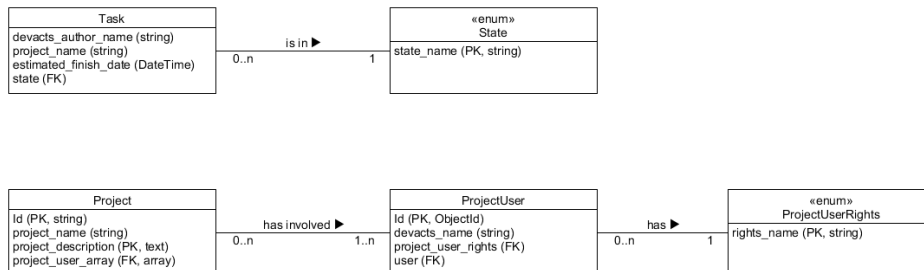 Task
devacts_author_name (string)
project_name (string)
estimated_finish_date (DateTime)
state (FK)
is in ▶
0..n
1
«enum»
State
state_name (PK, string)
Project
Id (PK, string)
project_name (string)
project_description (PK, text)
project_user_array (FK, array)
has involved ▶
0..n
1..n
ProjectUser
Id (PK, ObjectId)
devacts_name (string)
project_user_rights (FK)
user (FK)
has ▶
0..n
1
«enum»
ProjectUserRights
rights_name (PK, string)